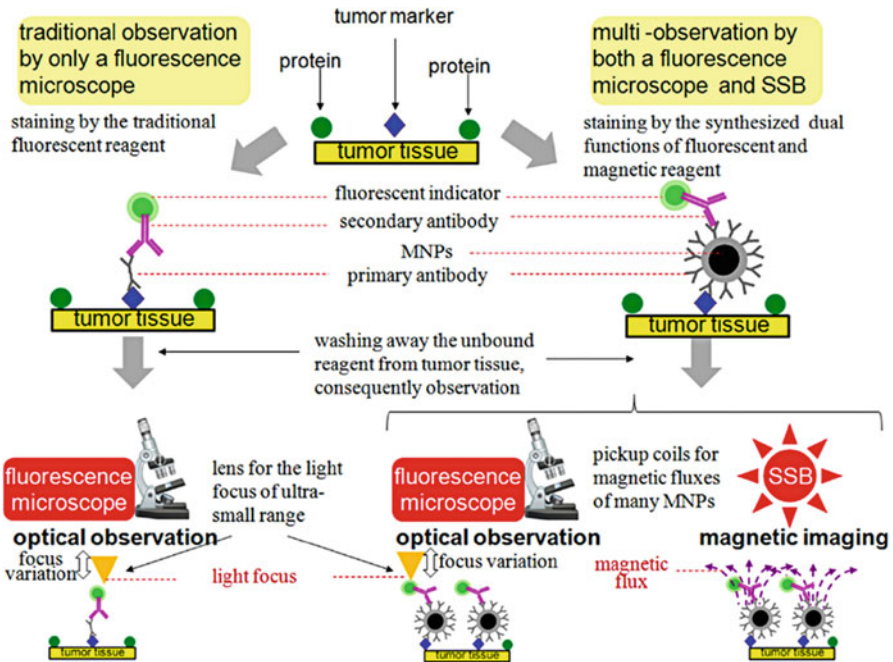 traditional observation
by only a fluorescence
microscope
tumor marker
protein
protein
multi -observation by
both a fluorescence
microscope and SSB
staining by the traditional
fluorescent reagent
tumor tissue
staining by the synthesized dual
functions of fluorescent and
magnetic reagent
fluorescent indicator
secondary antibody
MNPs
primary antibody
tumor tissue
tumor tissue
washing away the unbound
reagent from tumor tissue,
consequently observation
fluorescence
microscope
optical observation
focus
variation
lens for the light
focus of ultra-
small range
light focus
fluorescence
microscope
optical observation
focus variation
pickup coils for
magnetic fluxes
of many MNPs
SSB
magnetic imaging
magnetic
flux
tumor tissue
tumor tissue
tumor tissue